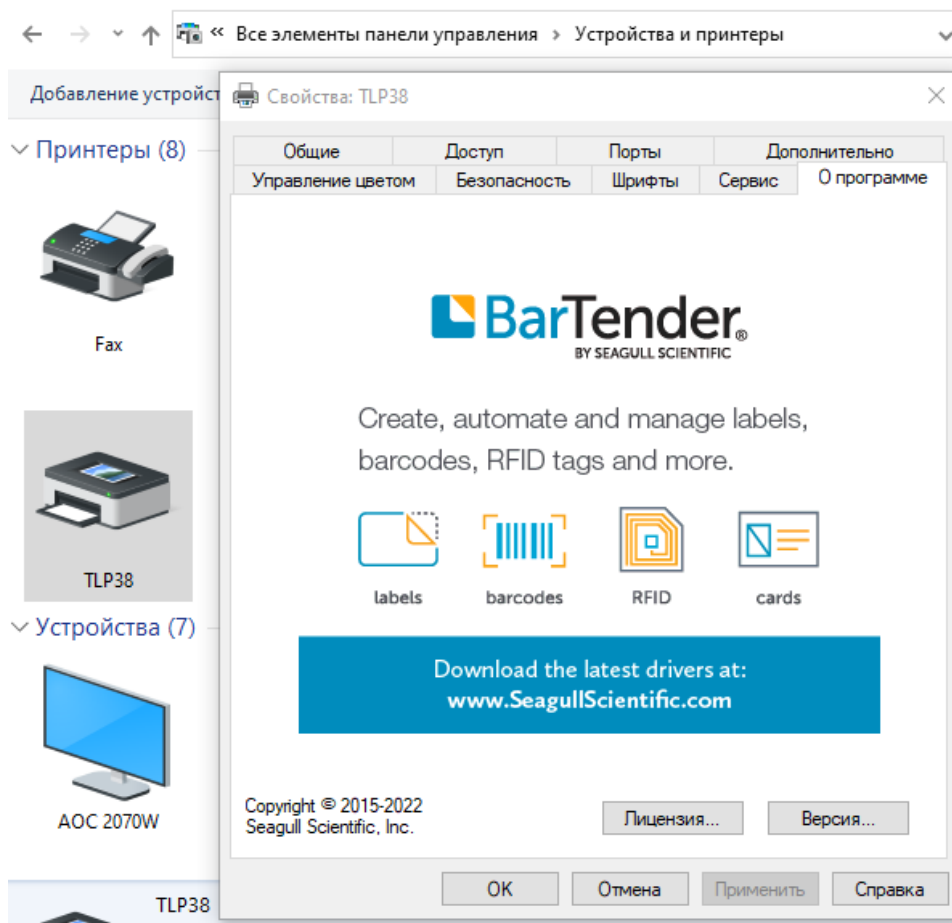 « Все элементы панели управления › Устройства и принтеры
Добавление устройст
Принтеры (8)
Fax
TLP38
Устройства (7)
AOC 2070W
TLP38
Свойства: TLP38
Общие Доступ Порты Дополнительно
Управление цветом Безопасность Шрифты Сервис О программе
BarTender®
BY SEAGULL SCIENTIFIC
Create, automate and manage labels,
barcodes, RFID tags and more.
labels barcodes RFID cards
Download the latest drivers at:
www.SeagullScientific.com
Copyright © 2015-2022
Seagull Scientific, Inc.
Лицензия... Версия...
OK Отмена Применить Справка